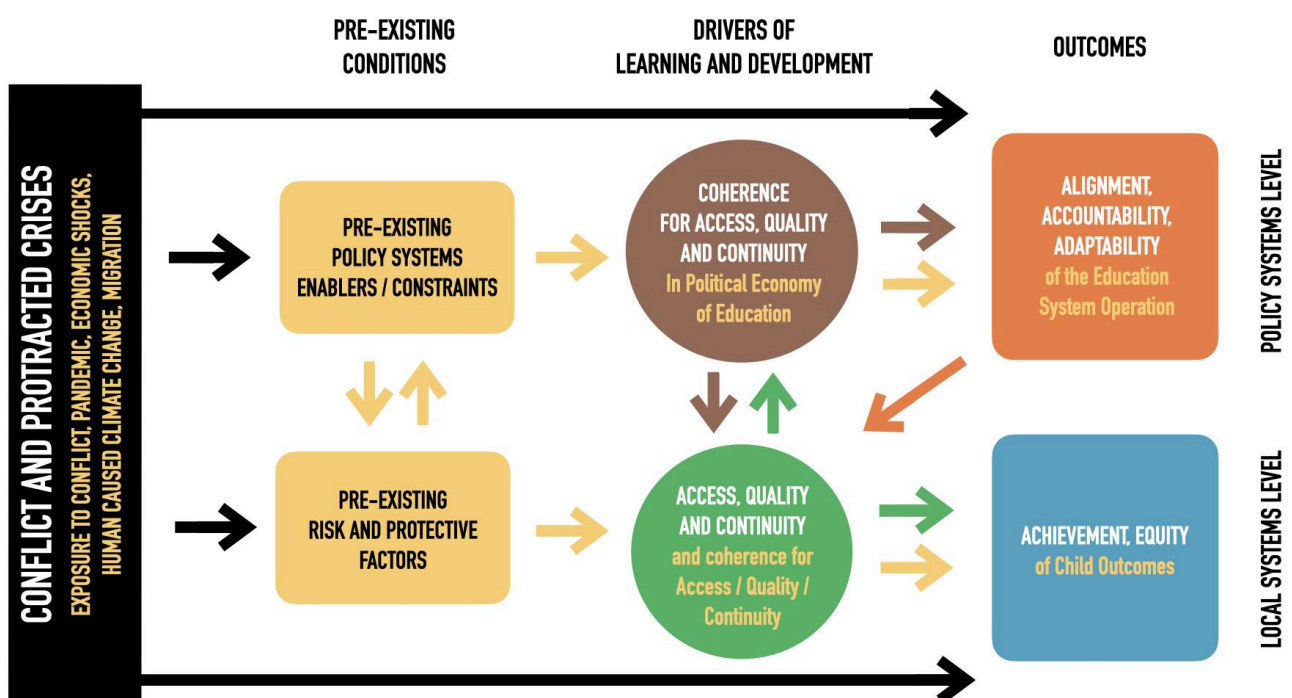 PRE-EXISTING
CONDITIONS
DRIVERS OF
LEARNING AND DEVELOPMENT
OUTCOMES
CONFLICT AND PROTRACTED CRISES
EXPOSURE TO CONFLICT, PANDEMIC, ECONOMIC SHOCKS,
HUMAN CAUSED CLIMATE CHANGE, MIGRATION
PRE-EXISTING
POLICY SYSTEMS
ENABLERS / CONSTRAINTS
COHERENCE
FOR ACCESS, QUALITY
AND CONTINUITY
In Political Economy
of Education
ALIGNMENT,
ACCOUNTABILITY,
ADAPTABILITY
of the Education
System Operation
POLICY SYSTEMS LEVEL
PRE-EXISTING
RISK AND PROTECTIVE
FACTORS
ACCESS, QUALITY
AND CONTINUITY
and coherence for
Access / Quality /
Continuity
ACHIEVEMENT, EQUITY
of Child Outcomes
LOCAL SYSTEMS LEVEL